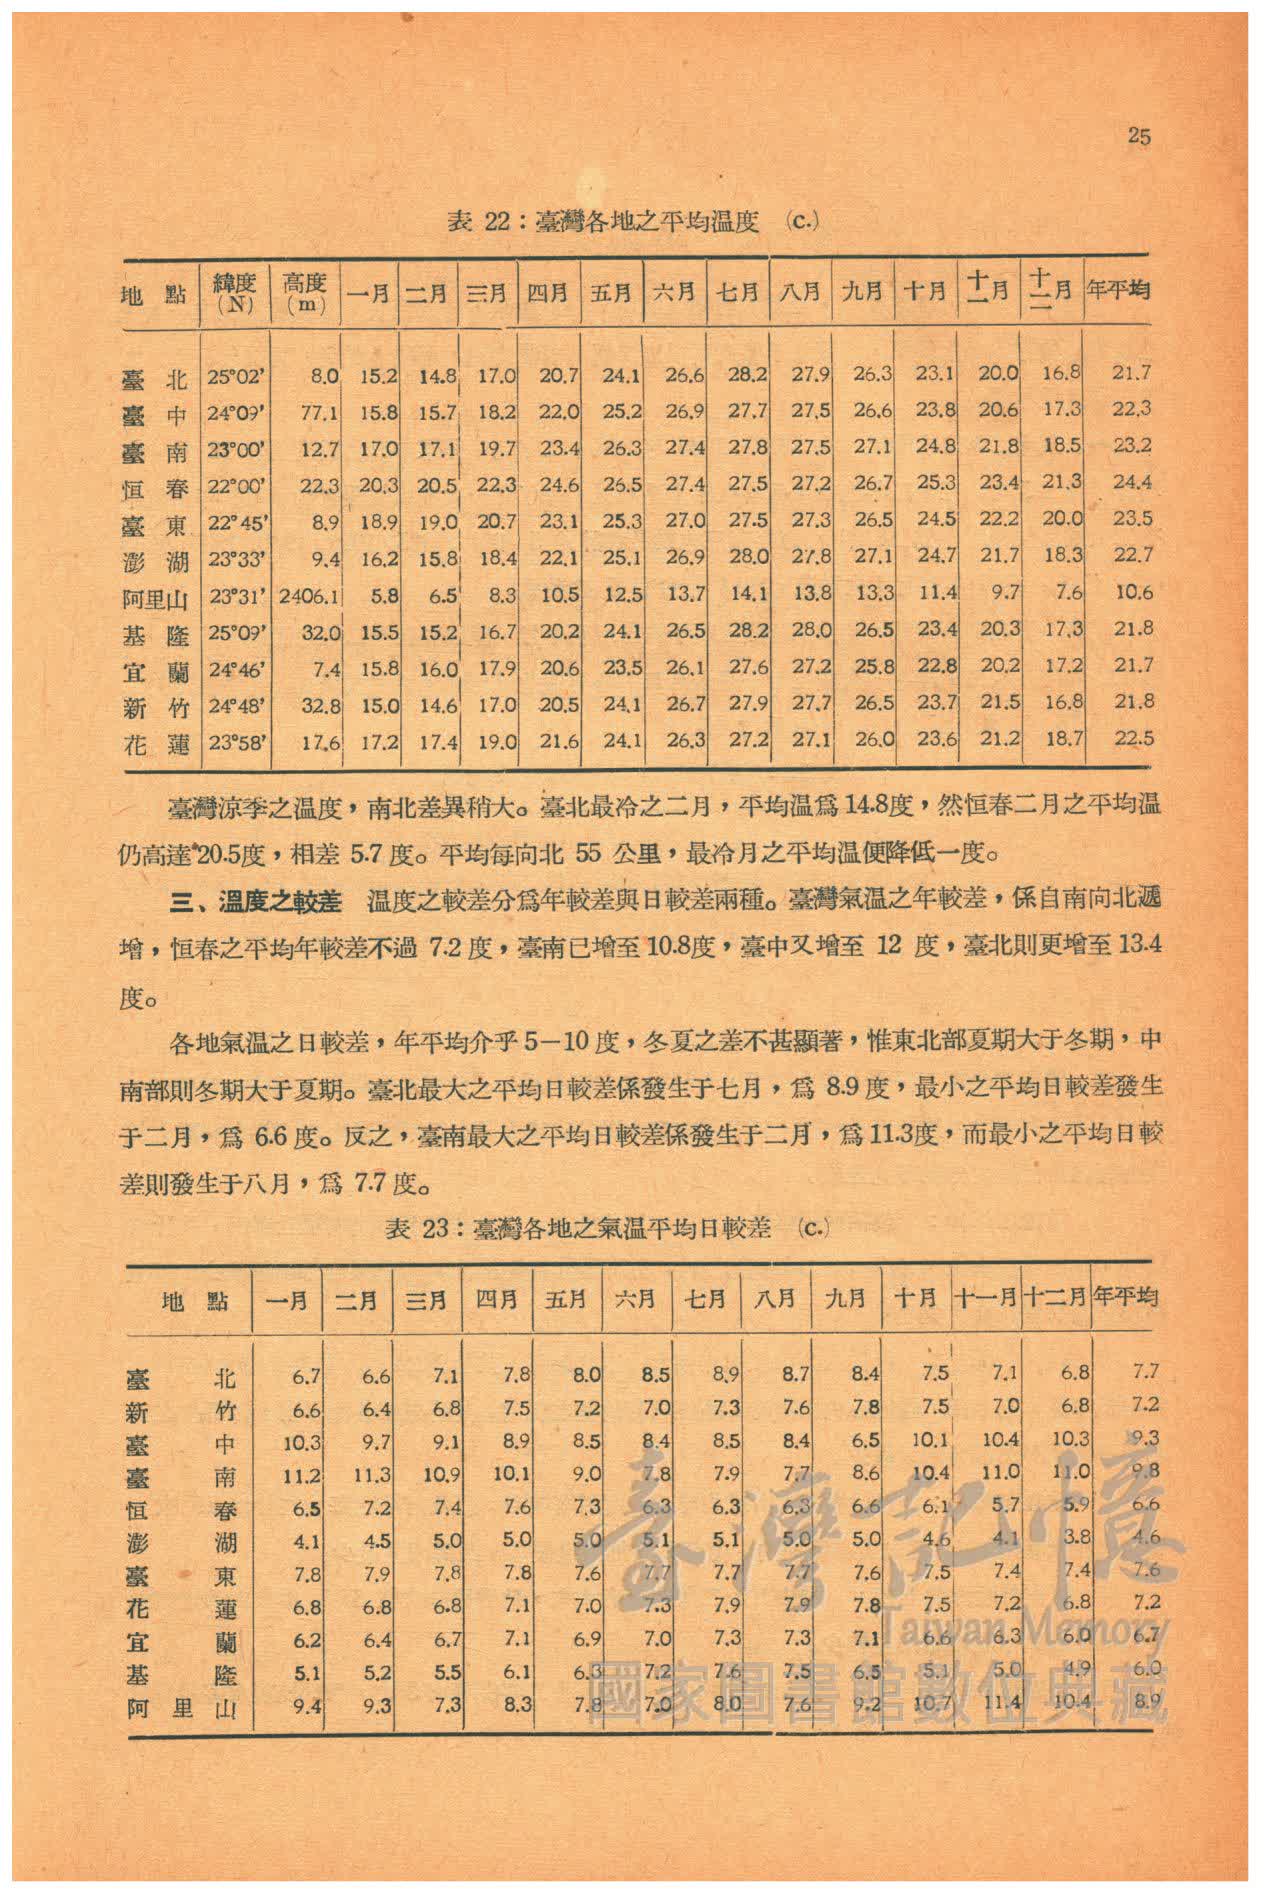 25
表 22：臺灣各地之平均温度 (c.)
地 點 緯度(N) 高度(m) 一月 二月 三月 四月 五月 六月 七月 八月 九月 十月 十一月 十二月 年平均
臺 北 25°02' 8.0 15.2 14.8 17.0 20.7 24.1 26.6 28.2 27.9 26.3 23.1 20.0 16.8 21.7
臺 中 24°09' 77.1 15.8 15.7 18.2 22.0 25.2 26.9 27.7 27.5 26.6 23.8 20.6 17.3 22.3
臺 南 23°00' 12.7 17.0 17.1 19.7 23.4 26.3 27.4 27.8 27.5 27.1 24.8 21.8 18.5 23.2
恒 春 22°00' 22.3 20.3 20.5 22.3 24.6 26.5 27.4 27.5 27.2 26.7 25.3 23.4 21.3 24.4
臺 東 22°45' 8.9 18.9 19.0 20.7 23.1 25.3 27.0 27.5 27.3 26.5 24.5 22.2 20.0 23.5
澎 湖 23°33' 9.4 16.2 15.8 18.4 22.1 25.1 26.9 28.0 27.8 27.1 24.7 21.7 18.3 22.7
阿里山 23°31' 2406.1 5.8 6.5 8.3 10.5 12.5 13.7 14.1 13.8 13.3 11.4 9.7 7.6 10.6
基 隆 25°09' 32.0 15.5 15.2 16.7 20.2 24.1 26.5 28.2 28.0 26.5 23.4 20.3 17.3 21.8
宜 蘭 24°46' 7.4 15.8 16.0 17.9 20.6 23.5 26.1 27.6 27.2 25.8 22.8 20.2 17.2 21.7
新 竹 24°48' 32.8 15.0 14.6 17.0 20.5 24.1 26.7 27.9 27.7 26.5 23.7 21.5 16.8 21.8
花 蓮 23°58' 17.6 17.2 17.4 19.0 21.6 24.1 26.3 27.2 27.1 26.0 23.6 21.2 18.7 22.5
臺灣凉季之温度，南北差異稍大。臺北最冷之二月，平均温爲14.8度，然恒春二月之平均温
仍高達20.5度，相差 5.7 度。平均每向北 55 公里，最冷月之平均温便降低一度。
三、溫度之較差 温度之較差分爲年較差與日較差兩種。臺灣氣温之年較差，係自南向北遞
增，恒春之平均年較差不過 7.2 度，臺南已增至10.8度，臺中又增至 12 度，臺北則更增至13.4
度。
各地氣温之日較差，年平均介乎5—10 度，冬夏之差不甚顯著，惟東北部夏期大于冬期，中
南部則冬期大于夏期。臺北最大之平均日較差係發生于七月，爲 8.9 度，最小之平均日較差發生
于二月，爲 6.6 度。反之，臺南最大之平均日較差係發生于二月，爲11.3度，而最小之平均日較
差則發生于八月，爲 7.7 度。
表 23：臺灣各地之氣温平均日較差 (c.)
地 點 一月 二月 三月 四月 五月 六月 七月 八月 九月 十月 十一月 十二月 年平均
臺 北 6.7 6.6 7.1 7.8 8.0 8.5 8.9 8.7 8.4 7.5 7.1 6.8 7.7
新 竹 6.6 6.4 6.8 7.5 7.2 7.0 7.3 7.6 7.8 7.5 7.0 6.8 7.2
臺 中 10.3 9.7 9.1 8.9 8.5 8.4 8.5 8.4 6.5 10.1 10.4 10.3 9.3
臺 南 11.2 11.3 10.9 10.1 9.0 7.8 7.9 7.7 8.6 10.4 11.0 11.0 9.8
恒 春 6.5 7.2 7.4 7.6 7.3 6.3 6.3 6.3 6.6 6.1 5.7 5.9 6.6
澎 湖 4.1 4.5 5.0 5.0 5.0 5.1 5.1 5.0 5.0 4.6 4.1 3.8 4.6
臺 東 7.8 7.9 7.8 7.8 7.6 7.7 7.7 7.7 7.6 7.5 7.4 7.4 7.6
花 蓮 6.8 6.8 6.8 7.1 7.0 7.3 7.9 7.9 7.8 7.5 7.2 6.8 7.2
宜 蘭 6.2 6.4 6.7 7.1 6.9 7.0 7.3 7.3 7.1 6.6 6.3 6.0 6.7
基 隆 5.1 5.2 5.5 6.1 6.3 7.2 7.6 7.5 6.5 5.1 5.0 4.9 6.0
阿 里 山 9.4 9.3 7.3 8.3 7.8 7.0 8.0 7.6 9.2 10.7 11.4 10.4 8.9
臺灣記憶
Taiwan Memory
國家圖書館數位典藏